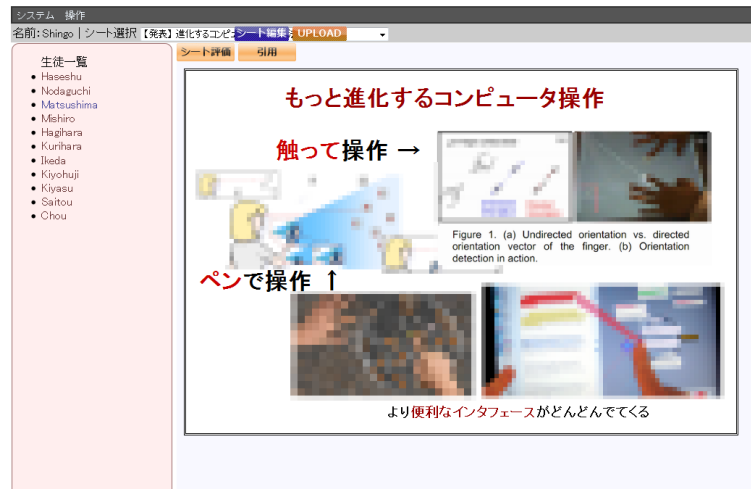 システム 操作
名前: Shingo | シート選択 【発表】進化するコンピ シート編集 UPLOAD
シート評価 引用
生徒一覧
Haseshu
Nodaguchi
Matsushima
Mishiro
Hagihara
Kurihara
Ikeda
Kiyohuji
Kiyasu
Saitou
Chou
もっと進化するコンピュータ操作
触って操作 →
Figure 1. (a) Undirected orientation vs. directed
orientation vector of the finger. (b) Orientation
detection in action.
ペンで操作 ↑
より便利なインタフェースがどんどんでてくる